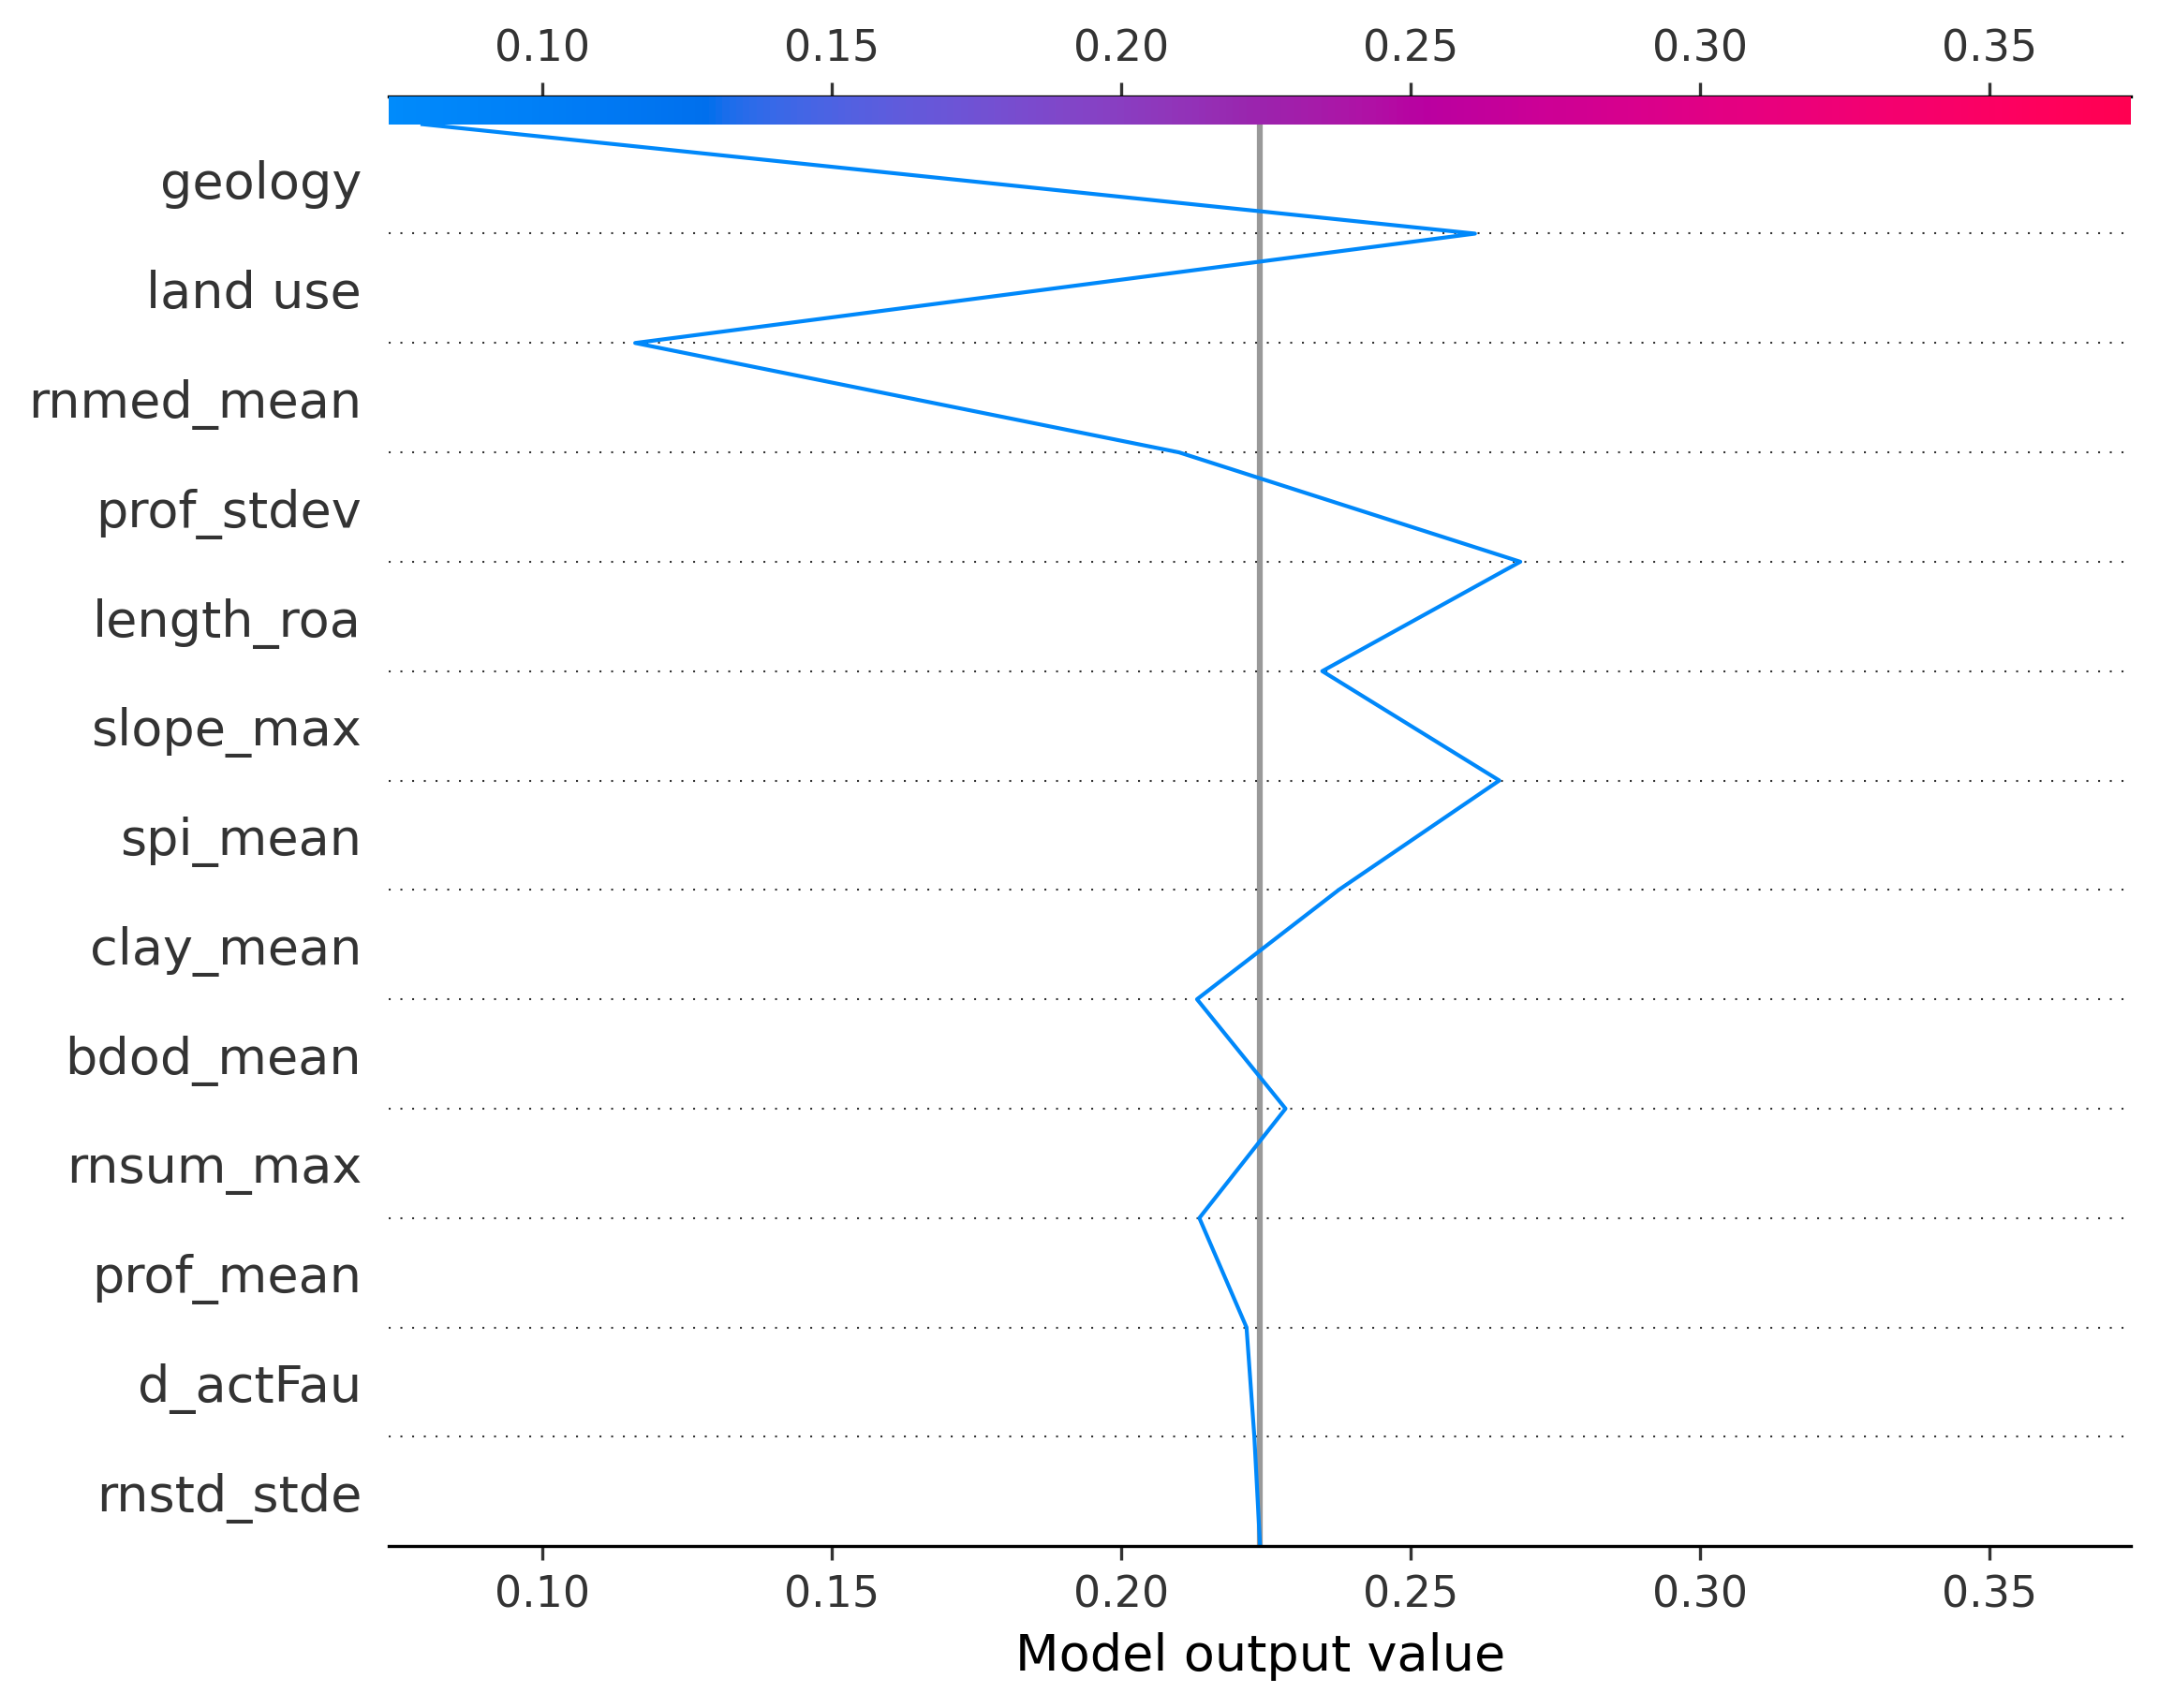 0.10 0.15 0.20 0.25 0.30 0.35
geology
land use
rnmed_mean
prof_stdev
length_roa
slope_max
spi_mean
clay_mean
bdod_mean
rnsum_max
prof_mean
d_actFau
rnstd_stde
0.10 0.15 0.20 0.25 0.30 0.35
Model output value